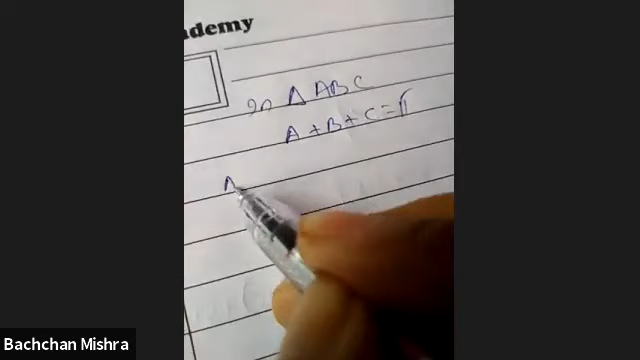 ademy
In Δ ABC
A + B + C = π
Bachchan Mishra